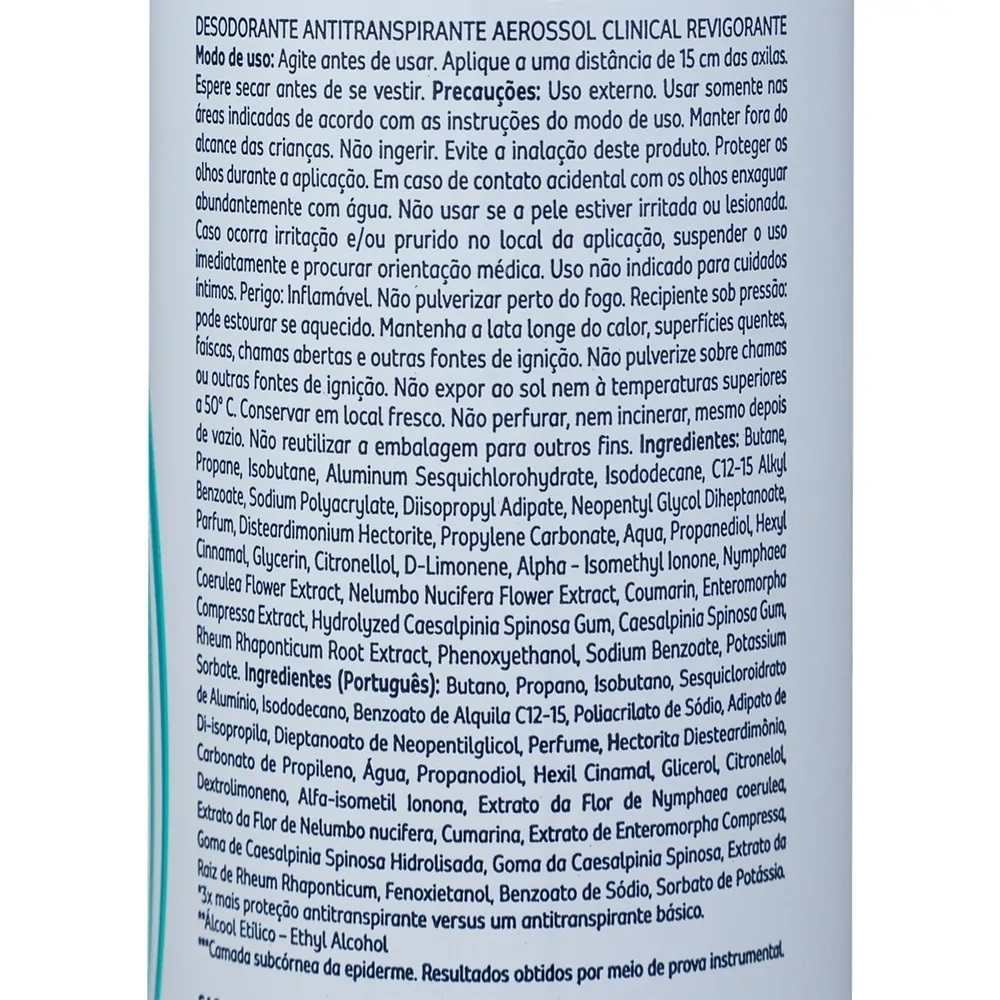 DESODORANTE ANTITRANSPIRANTE AEROSSOL CLINICAL REVIGORANTE
Modo de uso: Agite antes de usar. Aplique a uma distância de 15 cm das axilas.
Espere secar antes de se vestir. Precauções: Uso externo. Usar somente nas
áreas indicadas de acordo com as instruções do modo de uso. Manter fora do
alcance das crianças. Não ingerir. Evite a inalação deste produto. Proteger os
olhos durante a aplicação. Em caso de contato acidental com os olhos enxaguar
abundantemente com água. Não usar se a pele estiver irritada ou lesionada.
Caso ocorra irritação e/ou prurido no local da aplicação, suspender o uso
imediatamente e procurar orientação médica. Uso não indicado para cuidados
íntimos. Perigo: Inflamável. Não pulverizar perto do fogo. Recipiente sob pressão:
pode estourar se aquecido. Mantenha a lata longe do calor, superfícies quentes,
faíscas, chamas abertas e outras fontes de ignição. Não pulverize sobre chamas
ou outras fontes de ignição. Não expor ao sol nem à temperaturas superiores
a 50° C. Conservar em local fresco. Não perfurar, nem incinerar, mesmo depois
de vazio. Não reutilizar a embalagem para outros fins. Ingredientes: Butane,
Propane, Isobutane, Aluminum Sesquichlorohydrate, Isododecane, C12-15 Alkyl
Benzoate, Sodium Polyacrylate, Diisopropyl Adipate, Neopentyl Glycol Diheptanoate,
Parfum, Disteardimonium Hectorite, Propylene Carbonate, Aqua, Propanediol, Hexyl
Cinnamal, Glycerin, Citronellol, D-Limonene, Alpha - Isomethyl Ionone, Nymphaea
Coerulea Flower Extract, Nelumbo Nucifera Flower Extract, Coumarin, Enteromorpha
Compressa Extract, Hydrolyzed Caesalpinia Spinosa Gum, Caesalpinia Spinosa Gum,
Rheum Rhaponticum Root Extract, Phenoxyethanol, Sodium Benzoate, Potassium
Sorbate. Ingredientes (Português): Butano, Propano, Isobutano, Sesquicloroidrato
de Alumínio, Isododecano, Benzoato de Alquila C12-15, Poliacrilato de Sódio, Adipato de
Di-isopropila, Dieptanoato de Neopentilglicol, Perfume, Hectorita Diesteardimônio,
Carbonato de Propileno, Água, Propanodiol, Hexil Cinamal, Glicerol, Citronelol,
Dextrolimoneno, Alfa-isometil Ionona, Extrato da Flor de Nymphaea coerulea,
Extrato da Flor de Nelumbo nucifera, Cumarina, Extrato de Enteromorpha Compressa,
Goma de Caesalpinia Spinosa Hidrolisada, Goma da Caesalpinia Spinosa, Extrato da
Raiz de Rheum Rhaponticum, Fenoxietanol, Benzoato de Sódio, Sorbato de Potássio.
*3x mais proteção antitranspirante versus um antitranspirante básico.
**Álcool Etílico – Ethyl Alcohol
***Camada subcórnea da epiderme. Resultados obtidos por meio de prova instrumental.